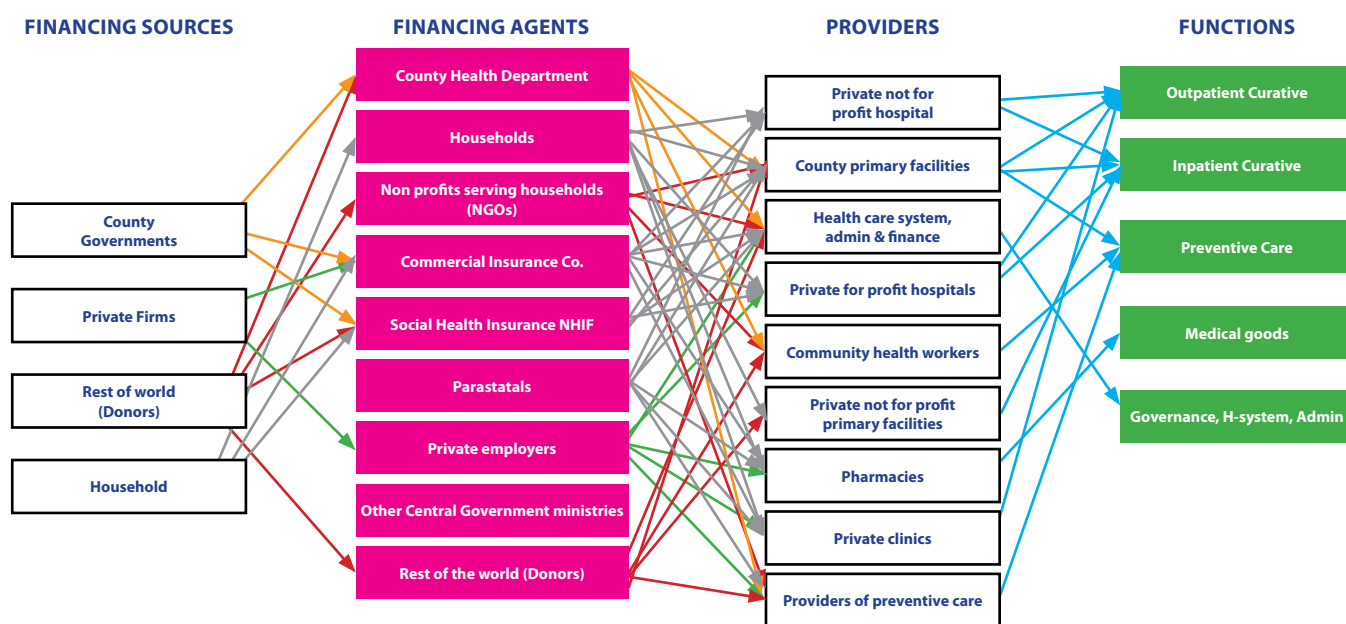 FINANCING SOURCES
FINANCING AGENTS
PROVIDERS
FUNCTIONS
County
Governments
Private Firms
Rest of world
(Donors)
Household
County Health Department
Households
Non profits serving households
(NGOs)
Commercial Insurance Co.
Social Health Insurance NHIF
Parastatals
Private employers
Other Central Government ministries
Rest of the world (Donors)
Private not for
profit hospital
County primary facilities
Health care system,
admin & finance
Private for profit hospitals
Community health workers
Private not for profit
primary facilities
Pharmacies
Private clinics
Providers of preventive care
Outpatient Curative
Inpatient Curative
Preventive Care
Medical goods
Governance, H-system, Admin